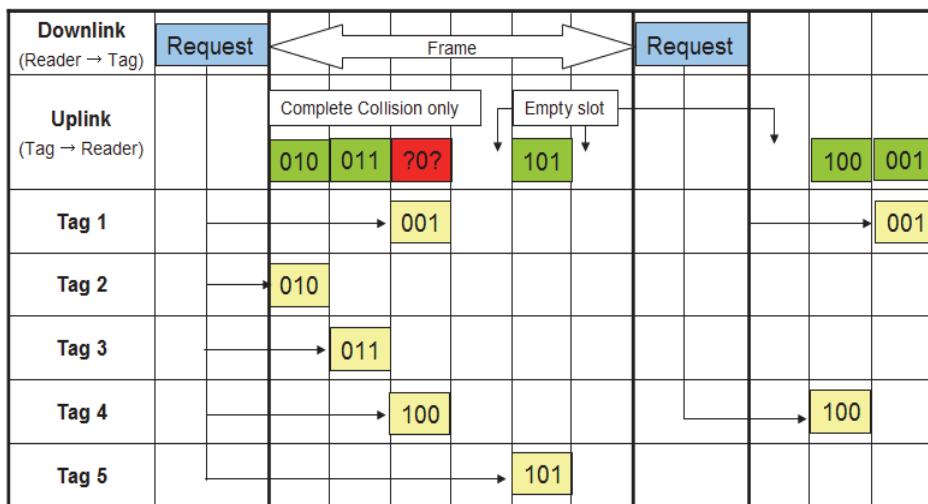 Downlink
(Reader → Tag)
Request
Frame
Request
Uplink
(Tag → Reader)
Complete Collision only
Empty slot
010 011 ?0? 101 100 001
Tag 1
001
001
Tag 2
010
Tag 3
011
Tag 4
100
100
Tag 5
101